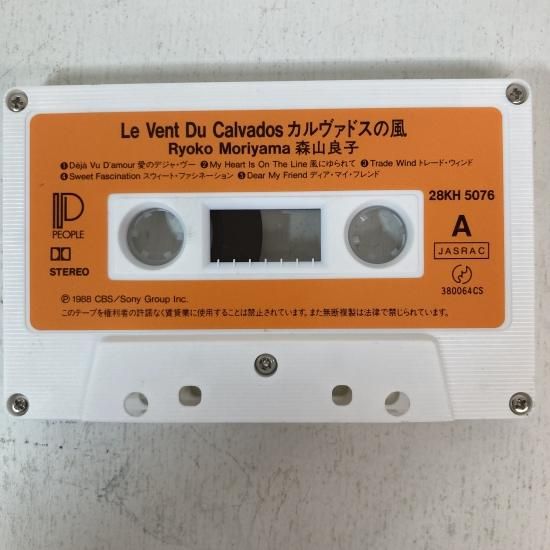 Le Vent Du Calvados カルヴァドスの風
Ryoko Moriyama 森山良子
❶Déjà Vu D'amour 愛のデジャ・ヴー ❷My Heart Is On The Line 風にゆられて ❸Trade Wind トレード・ウィンド
❹Sweet Fascination スウィート・ファシネーション ❺Dear My Friend ディア・マイ・フレンド
28KH 5076
PEOPLE
A
STEREO
JASRAC
380064CS
Ⓟ1988 CBS/Sony Group Inc.
このテープを権利者の許諾なく賃貸業に使用することは禁止されています。また無断複製は法律で禁じられています。